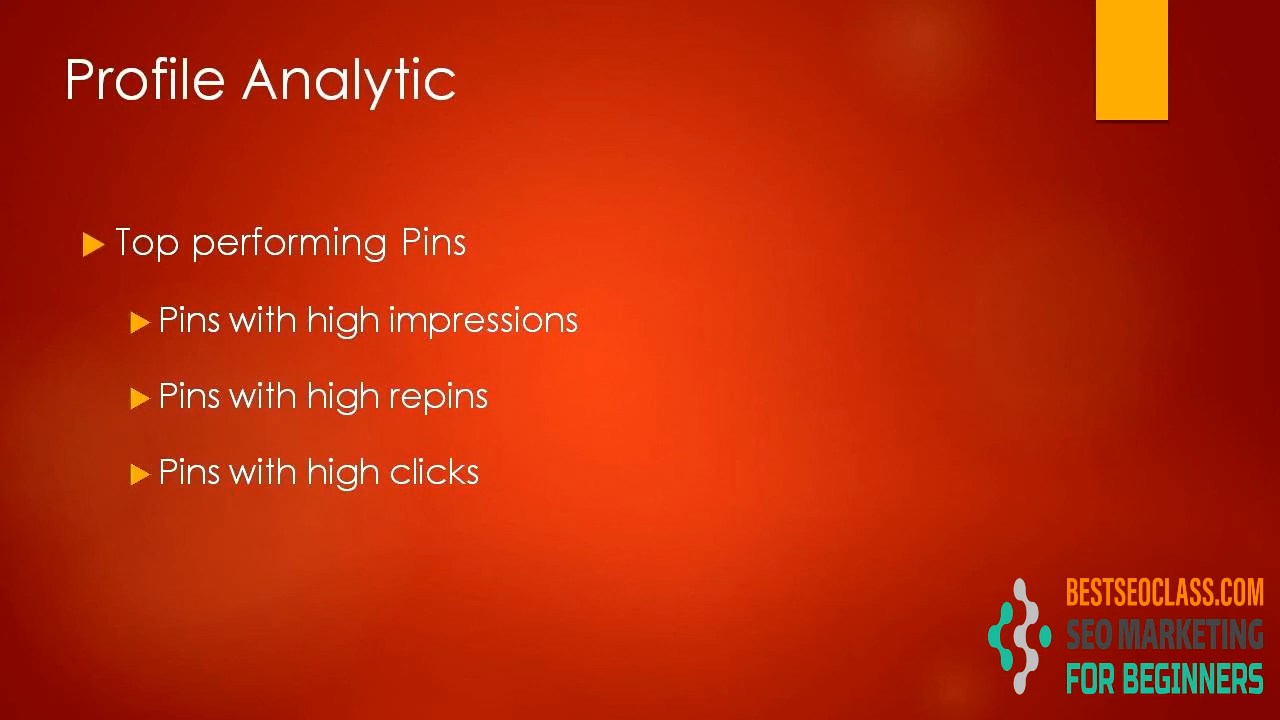 Profile Analytic
Top performing Pins
Pins with high impressions
Pins with high repins
Pins with high clicks
BESTSEOCLASS.COM
SEO MARKETING
FOR BEGINNERS